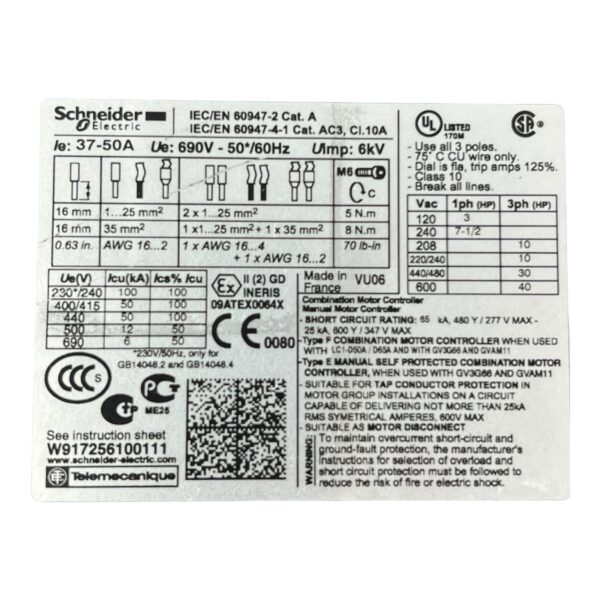 Schneider Electric
IEC/EN 60947-2 Cat. A
IEC/EN 60947-4-1 Cat. AC3, Cl.10A
Ie: 37-50A Ue: 690V - 50*/60Hz Uimp: 6kV
M6
C
16 mm 1...25 mm² 2 x 1...25 mm² 5 N.m
16 mm 35 mm² 1 x1...25 mm²+ 1 x 35 mm² 8 N.m
0.63 in. AWG 16...2 1 x AWG 16...4 70 lb-in
+ 1 x AWG 16...2
Ue(V) Icu(kA) Ics% Icu
230*/240 100 100
400/415 50 100
440 50 100
500 12 50
690 6 50
*230V/50Hz, only for
GB14048.2 and GB14048.4
Ex II (2) GD
INERIS
09ATEX0064X
CE 0080
CCC S
ME25
See instruction sheet
W917256100111
www.schneider-electric.com
Telemecanique
UL LISTED
170M
SA
- Use all 3 poles.
- 75°C CU wire only.
- Dial is fla, trip amps 125%.
- Class 10
- Break all lines.
Vac 1ph (HP) 3ph (HP)
120 3
240 7-1/2
208 10
220/240 10
440/480 30
600 40
Made in
France VU06
Combination Motor Controller
Manual Motor Controller
- SHORT CIRCUIT RATING: 65 kA, 480 Y / 277 V MAX -
25 kA, 600 Y / 347 V MAX
- Type F COMBINATION MOTOR CONTROLLER WHEN USED
WITH LC1-D50A / D65A AND WITH GV3G66 AND GVAM11
- Type E MANUAL SELF PROTECTED COMBINATION MOTOR
CONTROLLER, WHEN USED WITH GV3G66 AND GVAM11
- SUITABLE FOR TAP CONDUCTOR PROTECTION IN
MOTOR GROUP INSTALLATIONS ON A CIRCUIT
CAPABLE OF DELIVERING NOT MORE THAN 25kA
RMS SYMETRICAL AMPERES, 600V MAX
- SUITABLE AS MOTOR DISCONNECT
WARNING:
To maintain overcurrent short-circuit and
ground-fault protection, the manufacturer's
instructions for selection of overload and
short circuit protection must be followed to
reduce the risk of fire or electric shock.